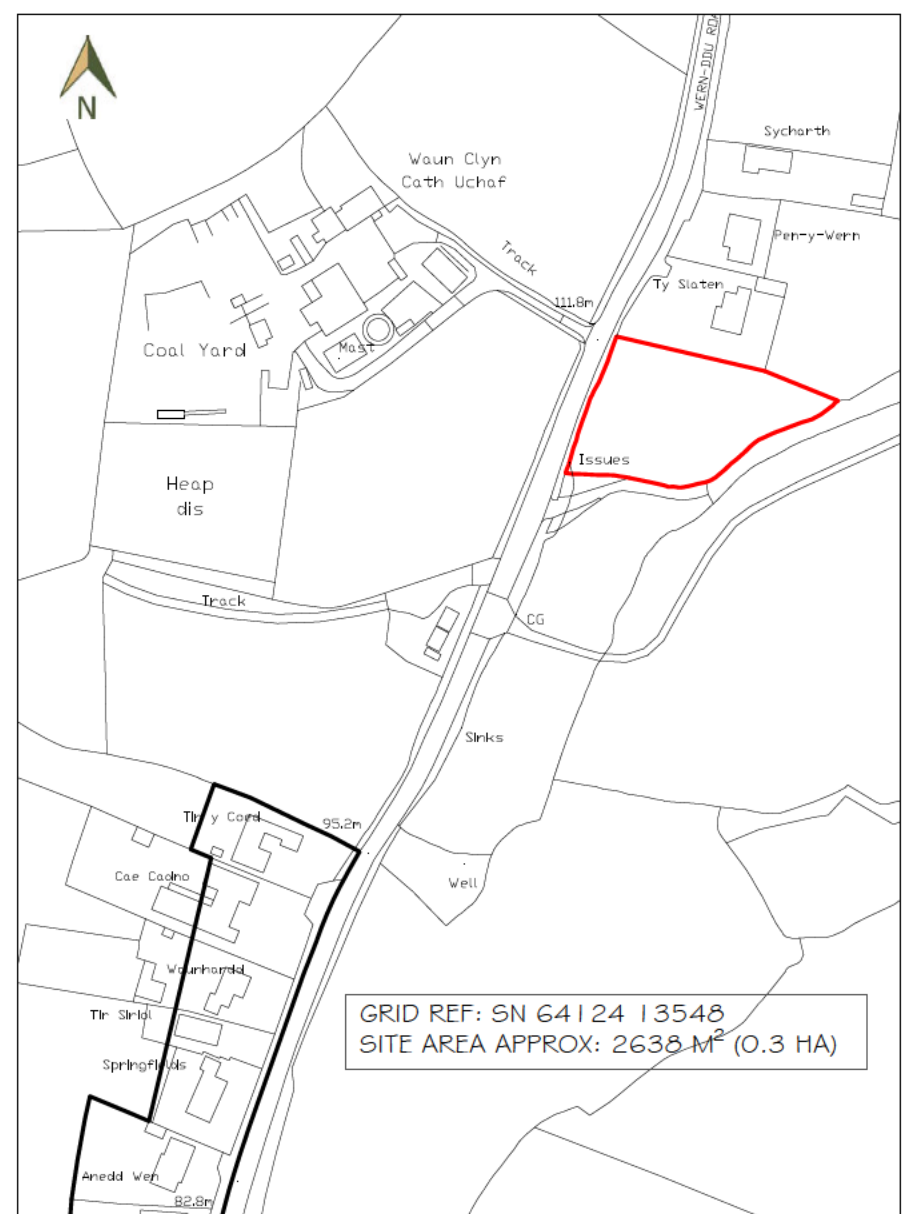 N
WERN-DDU ROA
Sycharth
Waun Clyn
Cath Uchaf
Track
Pen-y-Wern
Ty Slaten
111.8m
Coal Yard
Mast
Issues
Heap
dis
Track
CG
Sinks
Tir y Coed
95.2m
Cae Cadno
Well
Waunhardd
GRID REF: SN 64124 13548
SITE AREA APPROX: 2638 M² (0.3 HA)
Tir Siriol
Springfields
Anedd Wen
82.8m